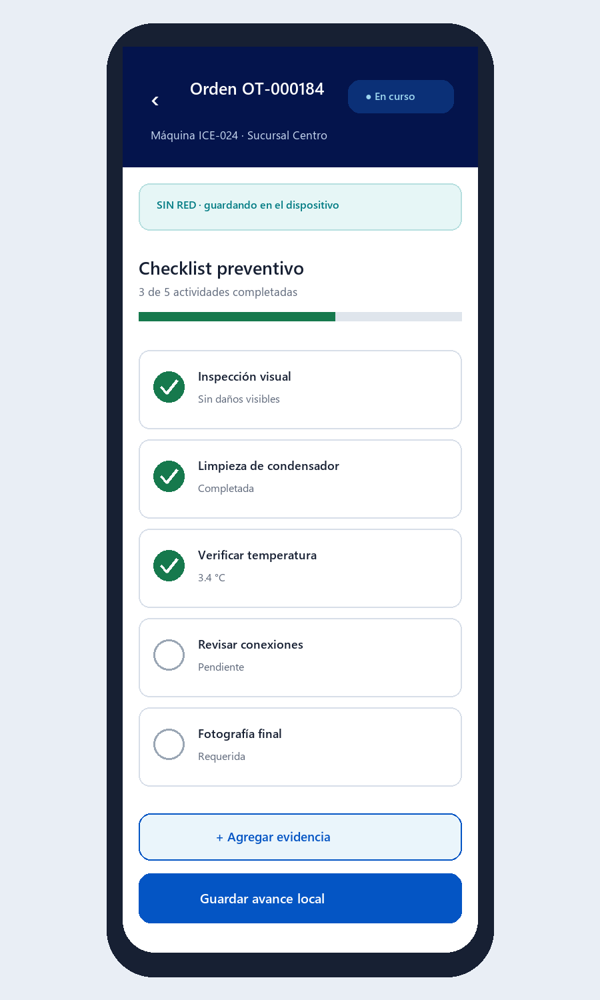 Orden OT-000184
● En curso
‹
Máquina ICE-024 · Sucursal Centro
SIN RED · guardando en el dispositivo
Checklist preventivo
3 de 5 actividades completadas
Inspección visual
Sin daños visibles
Limpieza de condensador
Completada
Verificar temperatura
3.4 °C
Revisar conexiones
Pendiente
Fotografía final
Requerida
+ Agregar evidencia
Guardar avance local